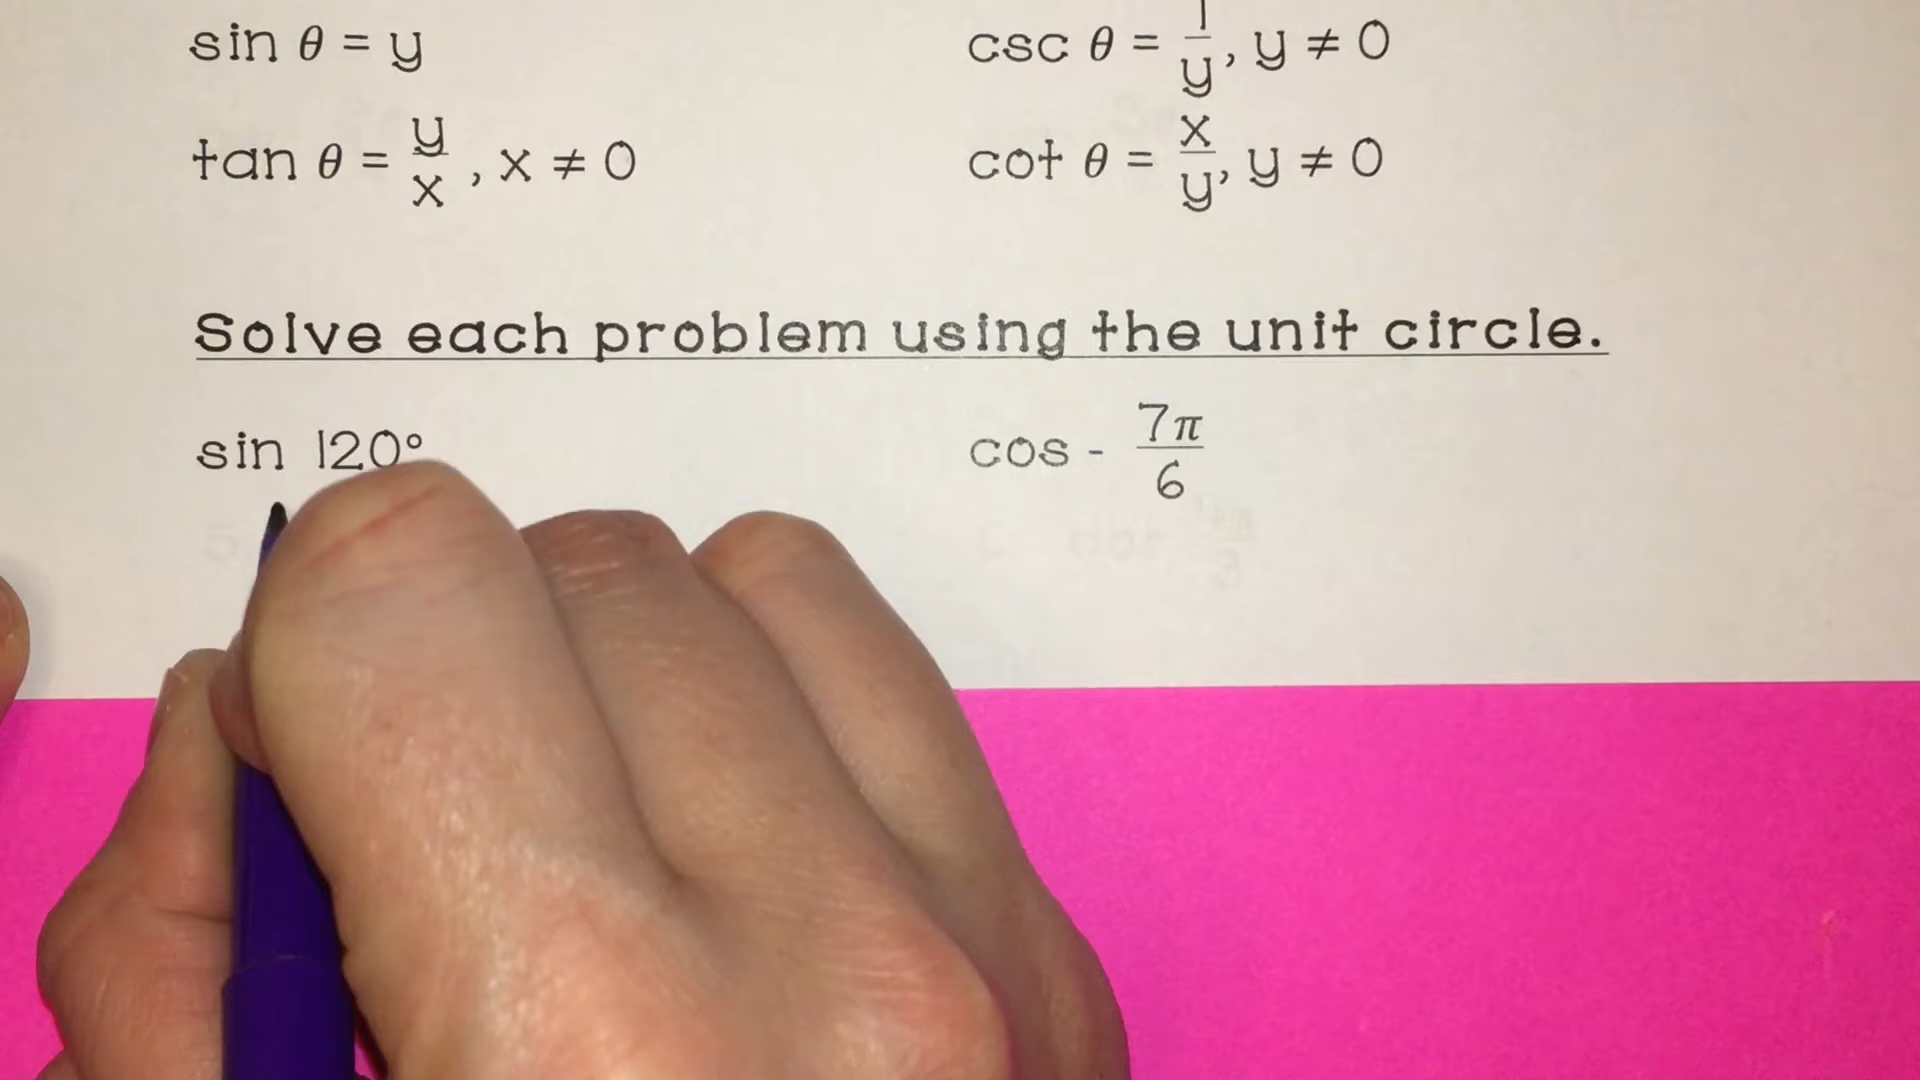 sin θ = y
csc θ = 1/y, y ≠ 0
tan θ = y/x , x ≠ 0
cot θ = x/y, y ≠ 0
Solve each problem using the unit circle.
sin 120°
cos - 7π/6